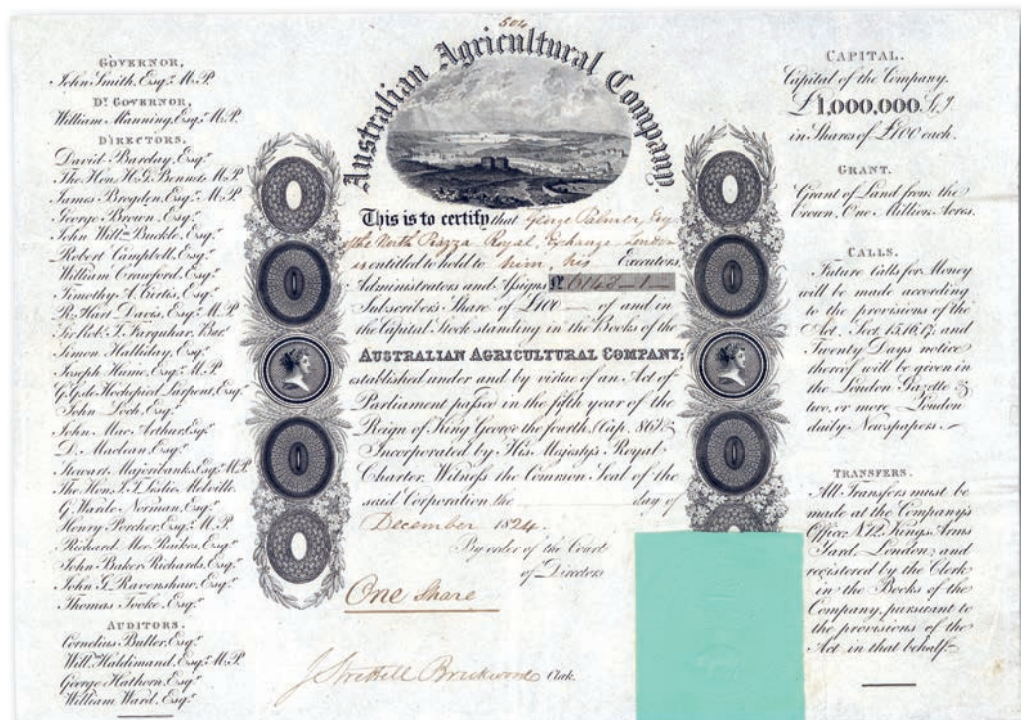 504
Australian Agricultural Company
GOVERNOR,
John Smith, Esqr. M.P.
Dy. GOVERNOR,
William Manning, Esqr. M.P.
DIRECTORS,
David Barclay, Esqr.
The Hon. H.G. Bennet, M.P.
James Brogden, Esqr. M.P.
George Brown, Esqr.
John Willm. Buckle, Esqr.
Robert Campbell, Esqr.
William Crawford, Esqr.
Timothy A. Curtis, Esqr.
R. Hart Davis, Esqr. M.P.
Sir Robt. T. Farquhar, Bart.
Simon Halliday, Esqr.
Joseph Hume, Esqr. M.P.
G.G. de Hochepied Larpent, Esqr.
John Loch, Esqr.
John Mac Arthur, Esqr.
D. Maclean, Esqr.
Stewart Majoribanks, Esqr. M.P.
The Hon. J.T. Leslie Melville.
G. Warde Norman, Esqr.
Henry Porcher, Esqr. M.P.
Richard Mee Raikes, Esqr.
John Baker Richards, Esqr.
John G. Ravenshaw, Esqr.
Thomas Tooke, Esqr.
AUDITORS.
Cornelius Buller, Esqr.
Will. Haldimand, Esqr. M.P.
George Hathorn, Esqr.
William Ward, Esqr.
This is to certify that George Palmer, Esq
of the North Piazza Royal Exchange London
is entitled to hold to him, his Executors,
Administrators and Assigns No. 6148 — 1 —
Subscriber's Share of £100 — of and in
the Capital Stock standing in the Books of the
AUSTRALIAN AGRICULTURAL COMPANY;
established under and by virtue of an Act of
Parliament passed in the fifth year of the
Reign of King George the fourth, (Cap. 86) &
Incorporated by His Majesty's Royal
Charter. Witness the Common Seal of the
said Corporation the day of
December 1824.
By order of the Court
of Directors
One Share
J Strettell Brickwood Clerk.
CAPITAL.
Capital of the Company.
£1,000,000
in Shares of £100 each.
GRANT.
Grant of Land from the
Crown, One Million Acres.
CALLS.
Future Calls for Money
will be made according
to the provisions of the
Act, Sect. 15, 16, 17, and
Twenty Days notice
thereof will be given in
the London Gazette &
two, or more London
daily Newspapers.
TRANSFERS.
All Transfers must be
made at the Company's
Office No. 12, Kings Arms
Yard, London; and
registered by the Clerk
in the Books of the
Company, pursuant to
the provisions of the
Act in that behalf.